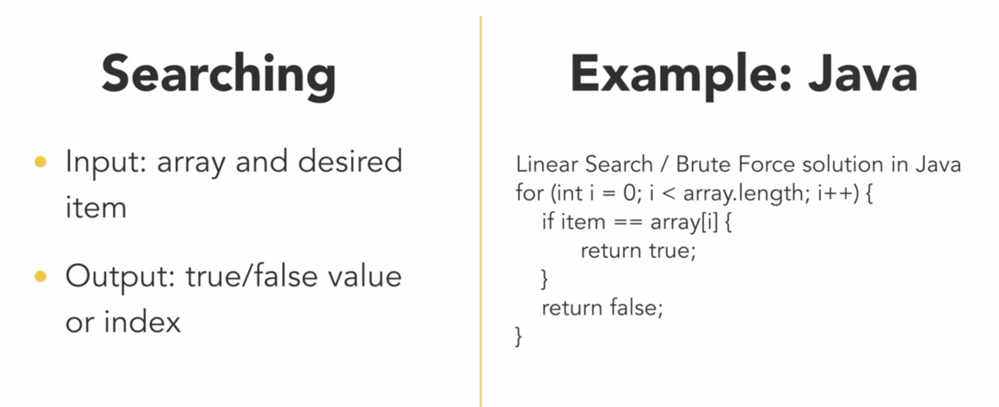 Searching
• Input: array and desired
item
• Output: true/false value
or index
Example: Java
Linear Search / Brute Force solution in Java
for (int i = 0; i < array.length; i++) {
if item == array[i] {
return true;
}
return false;
}